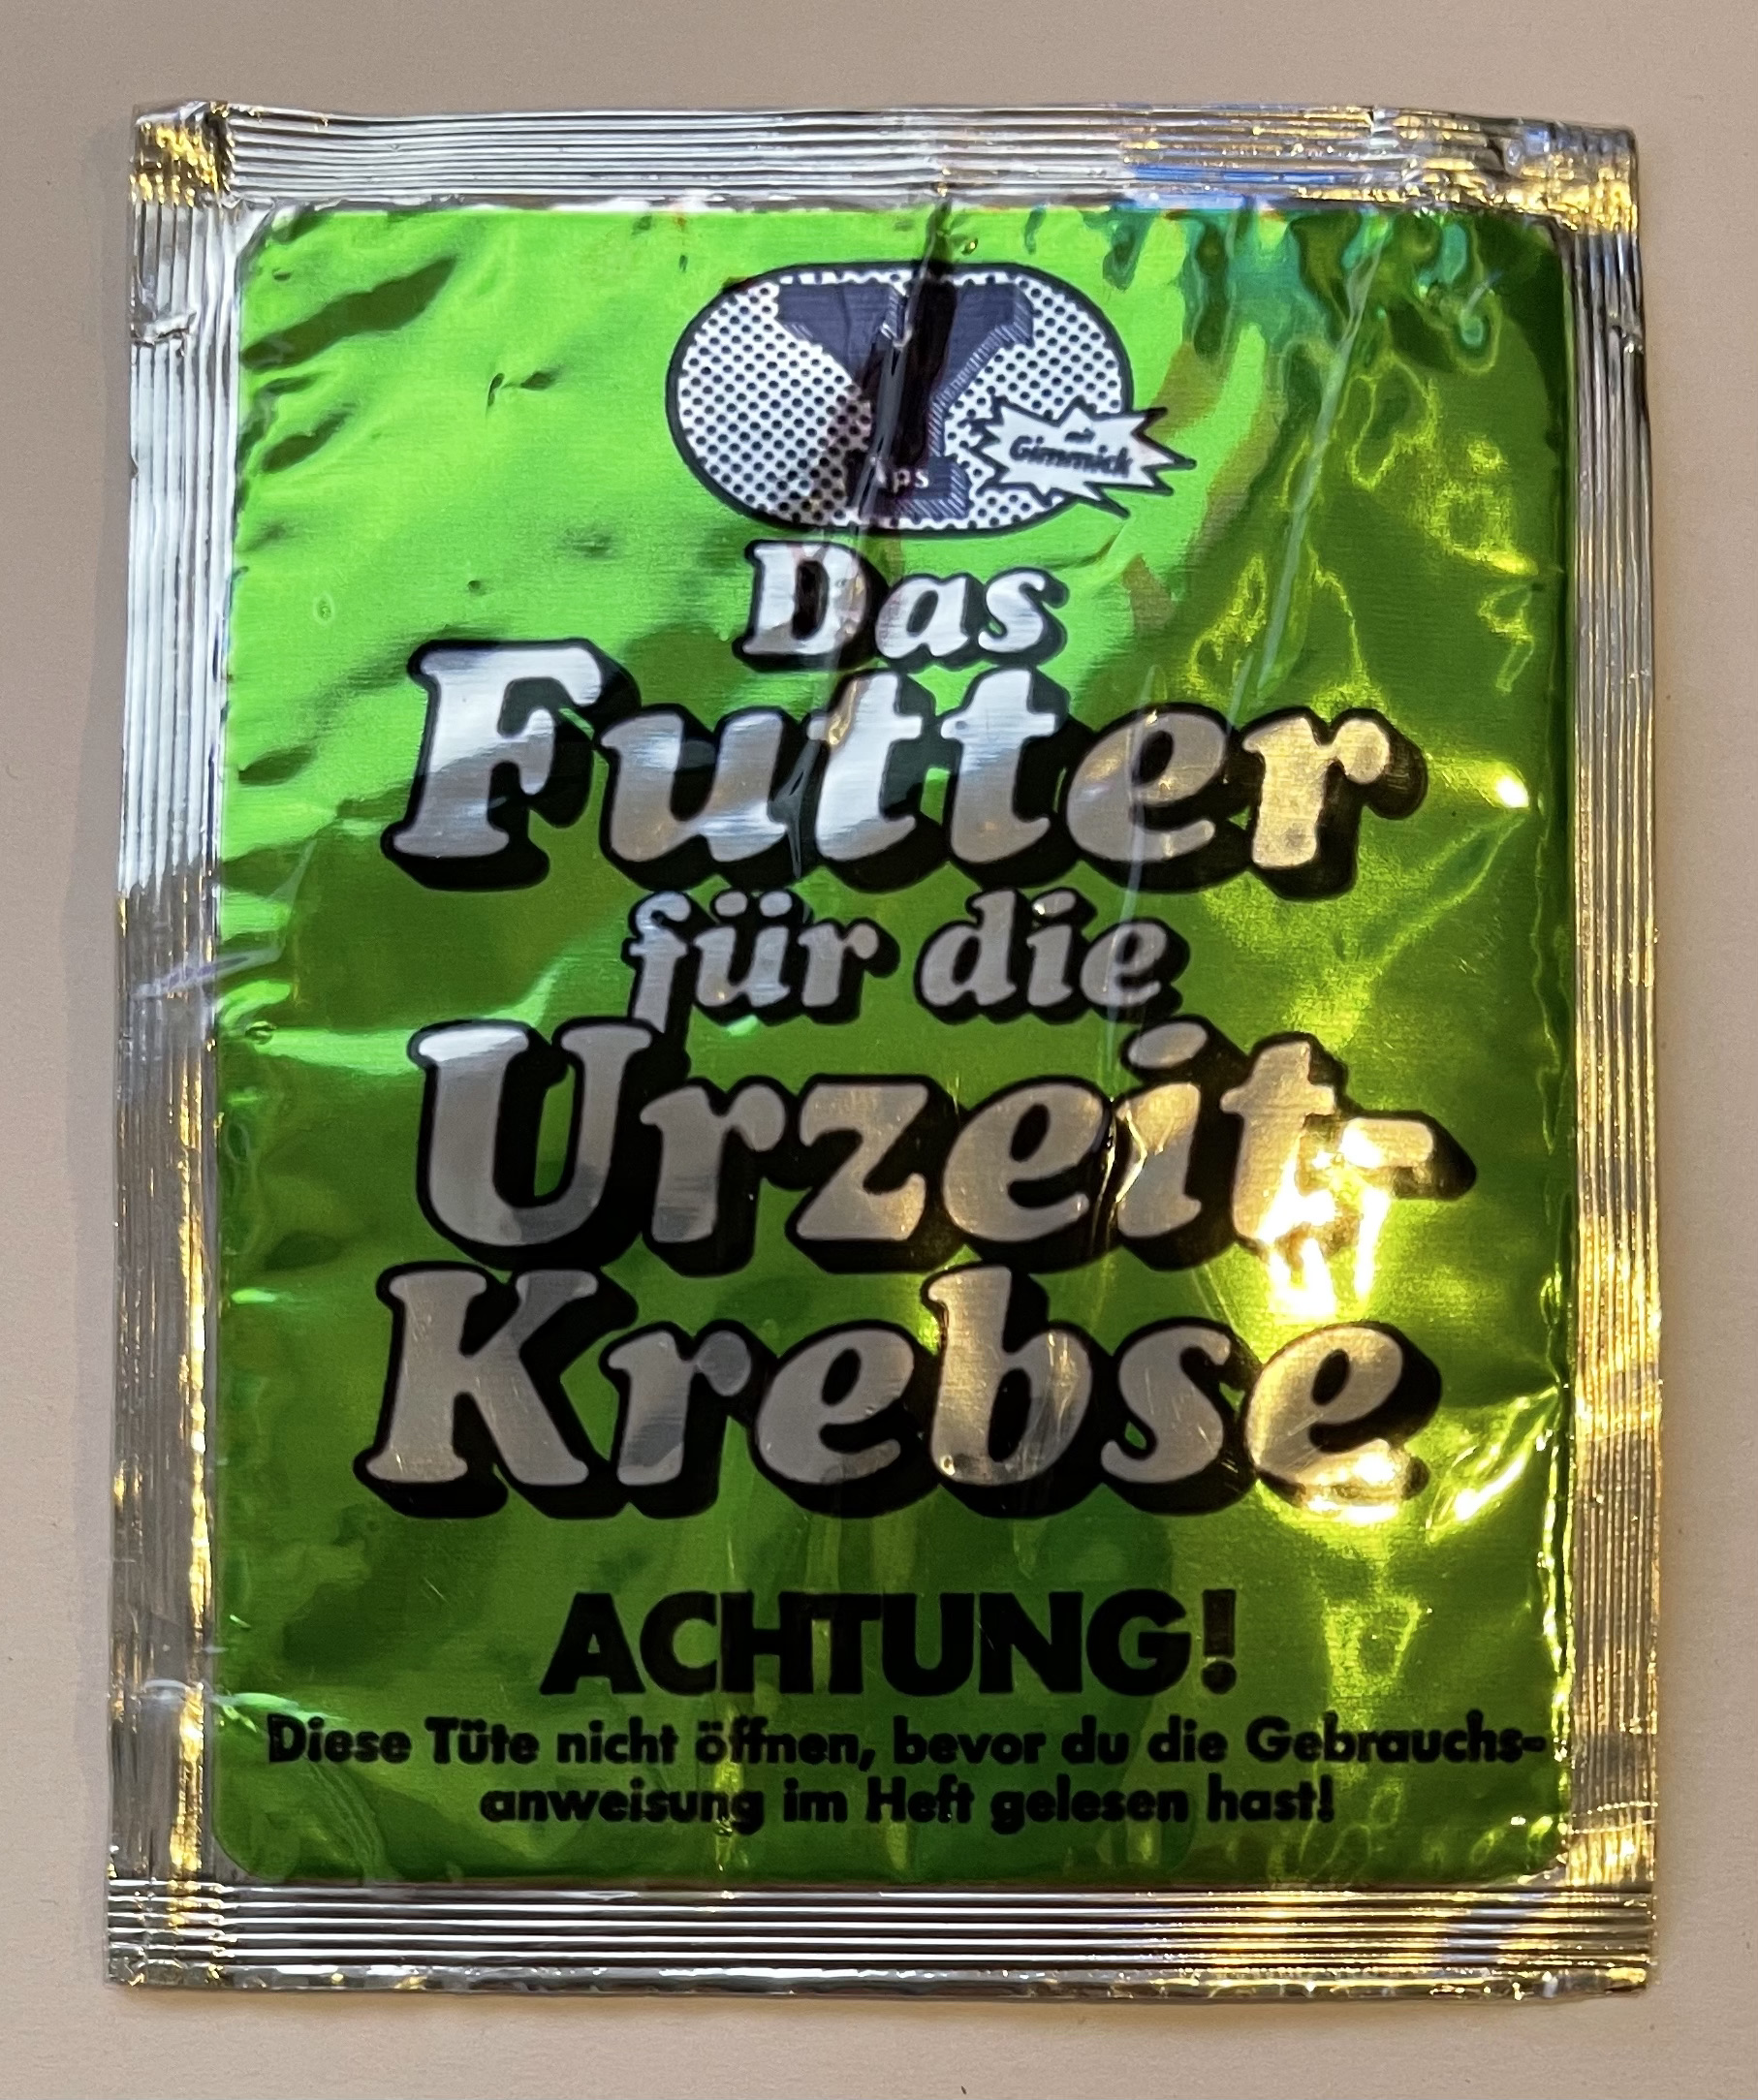 Y
mit
Gimmick
Das
Futter
für die
Urzeit-
Krebse
ACHTUNG!
Diese Tüte nicht öffnen, bevor du die Gebrauchs-
anweisung im Heft gelesen hast!